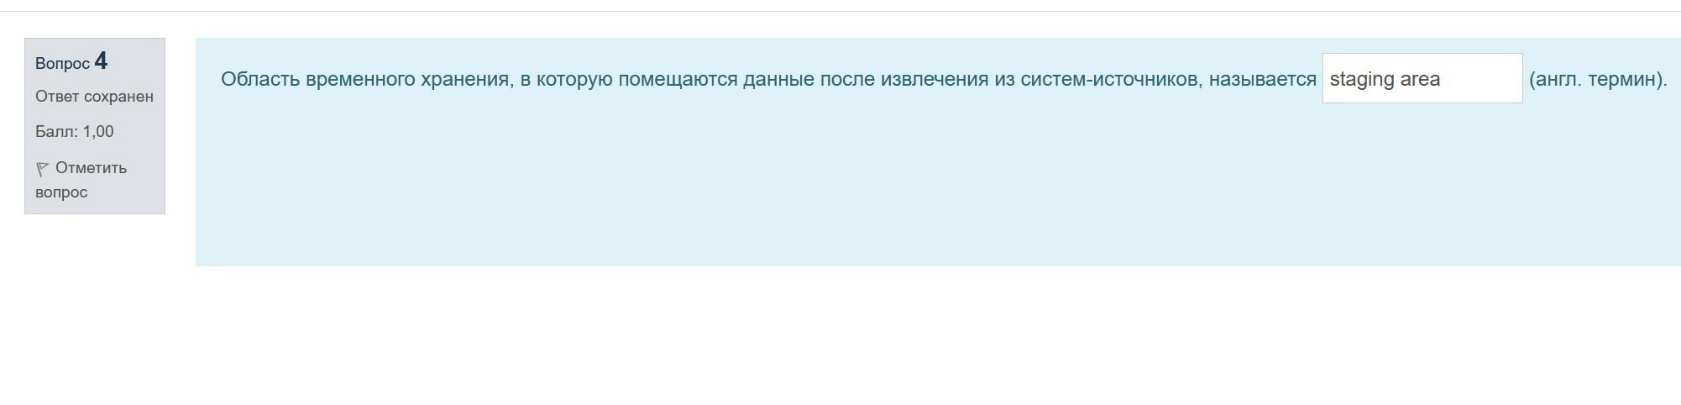 Вопрос 4
Ответ сохранен
Балл: 1,00
Отметить
вопрос
Область временного хранения, в которую помещаются данные после извлечения из систем-источников, называется staging area (англ. термин).